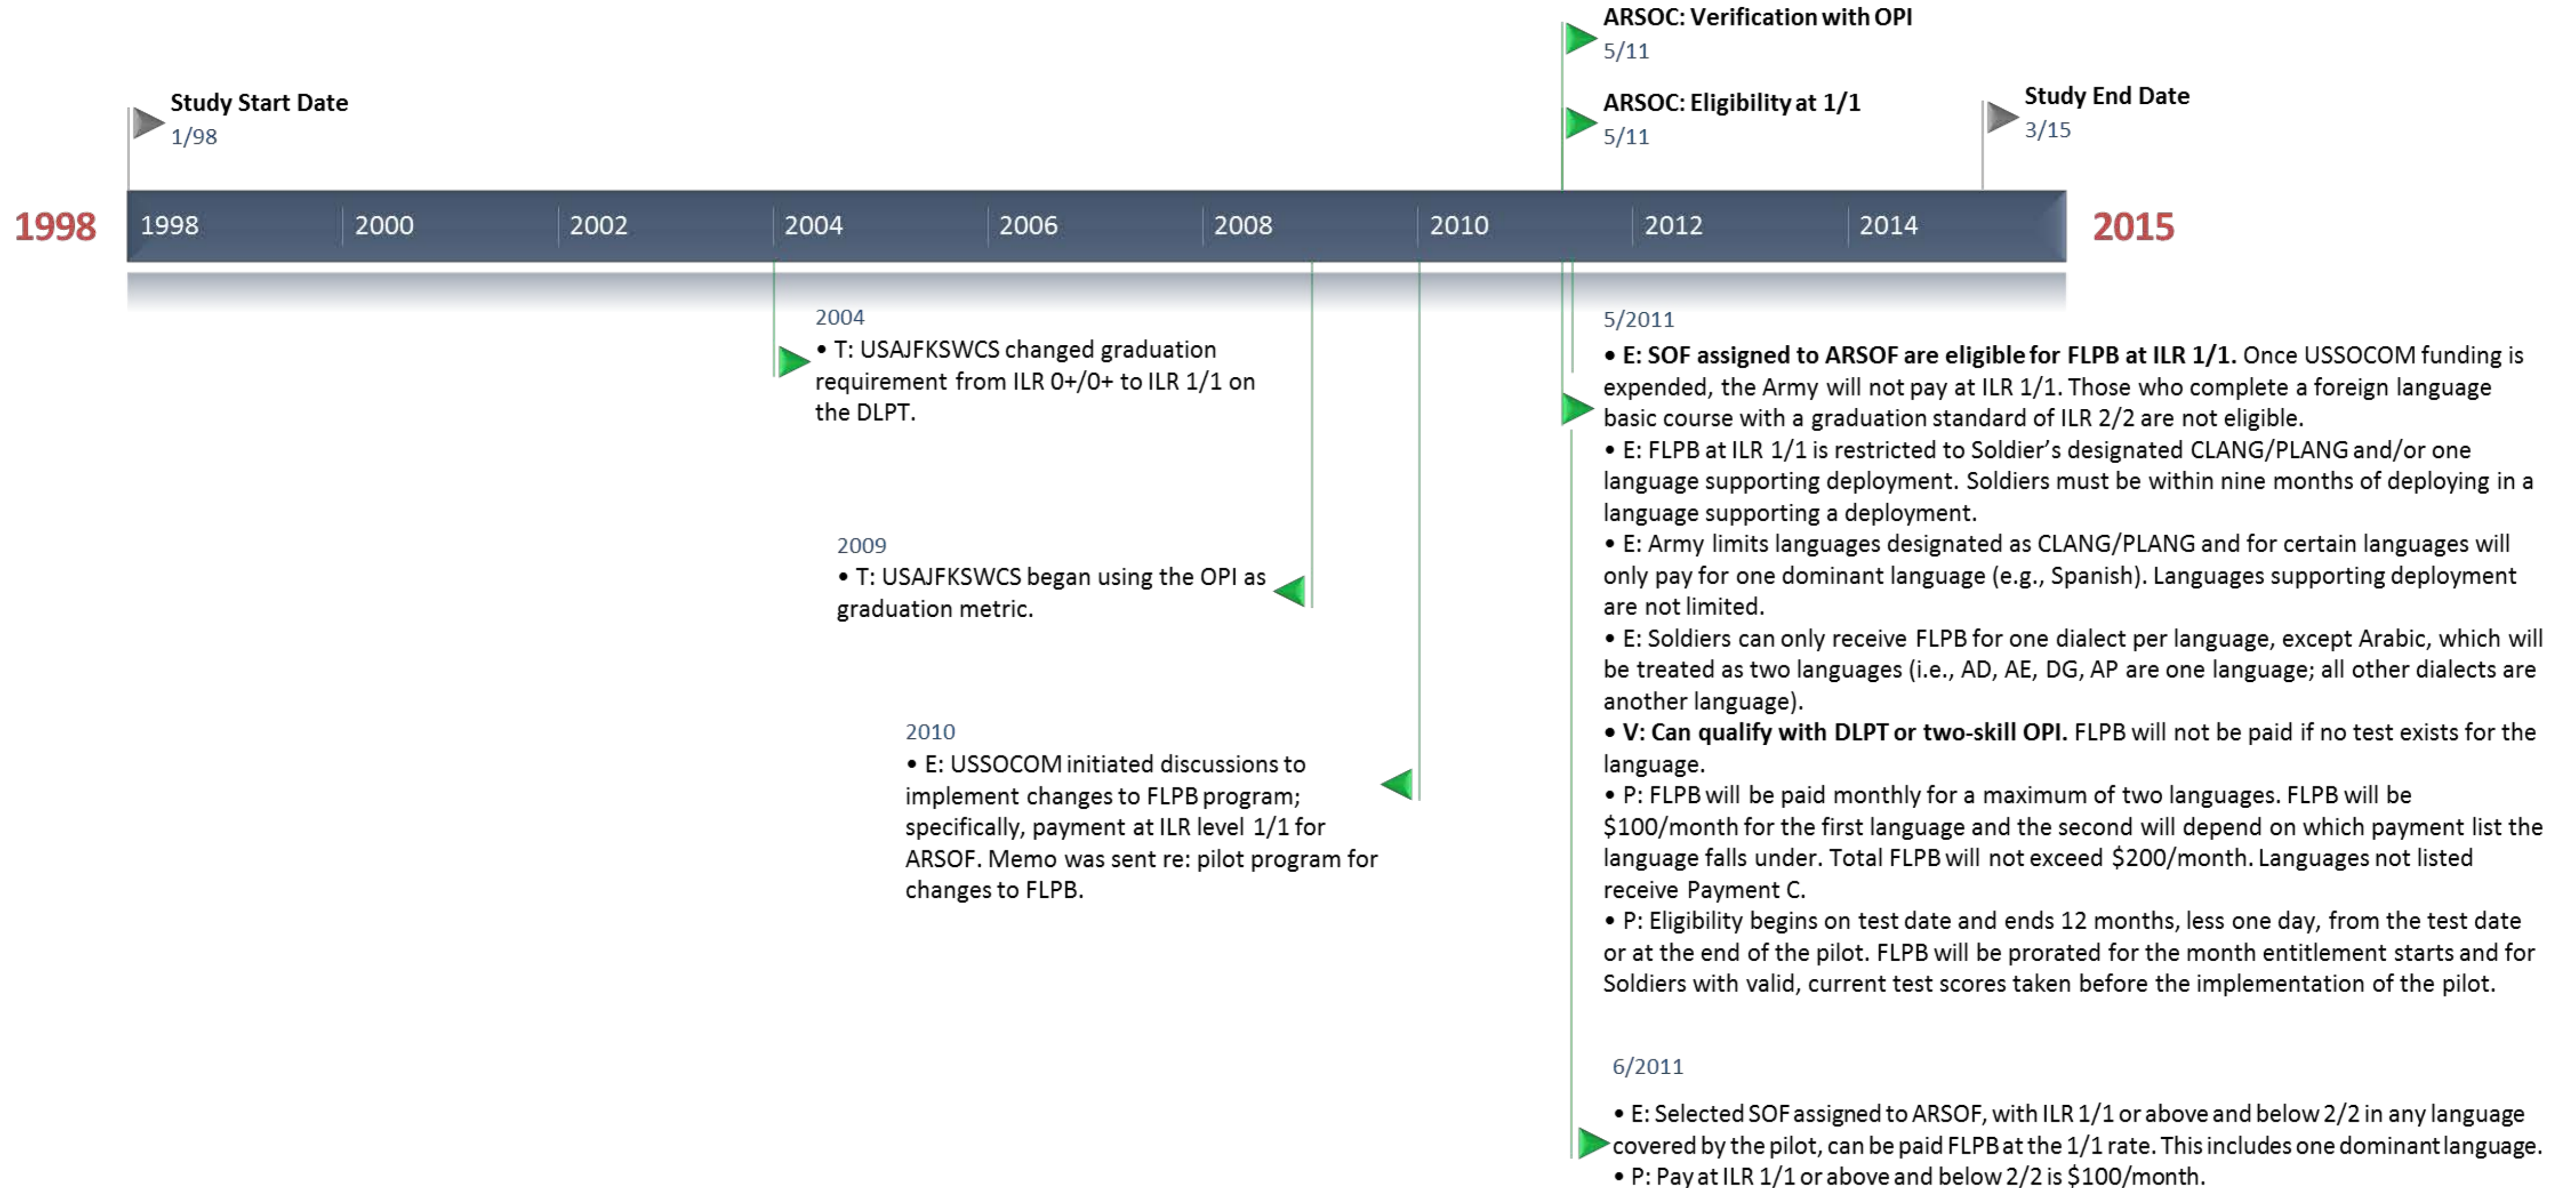 ARSOC: Verification with OPI
5/11
Study Start Date
1/98
ARSOC: Eligibility at 1/1
5/11
Study End Date
3/15
1998
1998
2000
2002
2004
2006
2008
2010
2012
2014
2015
2004
• T: USAJFKSWCS changed graduation
requirement from ILR 0+/0+ to ILR 1/1 on
the DLPT.
2009
• T: USAJFKSWCS began using the OPI as
graduation metric.
2010
• E: USSOCOM initiated discussions to
implement changes to FLPB program;
specifically, payment at ILR level 1/1 for
ARSOF. Memo was sent re: pilot program for
changes to FLPB.
5/2011
• E: SOF assigned to ARSOF are eligible for FLPB at ILR 1/1. Once USSOCOM funding is
expended, the Army will not pay at ILR 1/1. Those who complete a foreign language
basic course with a graduation standard of ILR 2/2 are not eligible.
• E: FLPB at ILR 1/1 is restricted to Soldier’s designated CLANG/PLANG and/or one
language supporting deployment. Soldiers must be within nine months of deploying in a
language supporting a deployment.
• E: Army limits languages designated as CLANG/PLANG and for certain languages will
only pay for one dominant language (e.g., Spanish). Languages supporting deployment
are not limited.
• E: Soldiers can only receive FLPB for one dialect per language, except Arabic, which will
be treated as two languages (i.e., AD, AE, DG, AP are one language; all other dialects are
another language).
• V: Can qualify with DLPT or two-skill OPI. FLPB will not be paid if no test exists for the
language.
• P: FLPB will be paid monthly for a maximum of two languages. FLPB will be
$100/month for the first language and the second will depend on which payment list the
language falls under. Total FLPB will not exceed $200/month. Languages not listed
receive Payment C.
• P: Eligibility begins on test date and ends 12 months, less one day, from the test date
or at the end of the pilot. FLPB will be prorated for the month entitlement starts and for
Soldiers with valid, current test scores taken before the implementation of the pilot.
6/2011
• E: Selected SOF assigned to ARSOF, with ILR 1/1 or above and below 2/2 in any language
covered by the pilot, can be paid FLPB at the 1/1 rate. This includes one dominant language.
• P: Pay at ILR 1/1 or above and below 2/2 is $100/month.